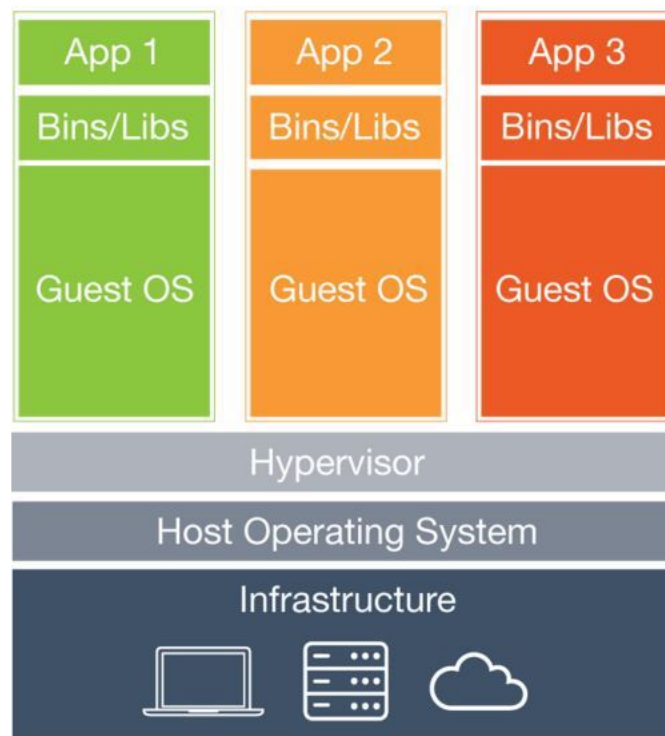 App 1
App 2
App 3
Bins/Libs
Bins/Libs
Bins/Libs
Guest OS
Guest OS
Guest OS
Hypervisor
Host Operating System
Infrastructure